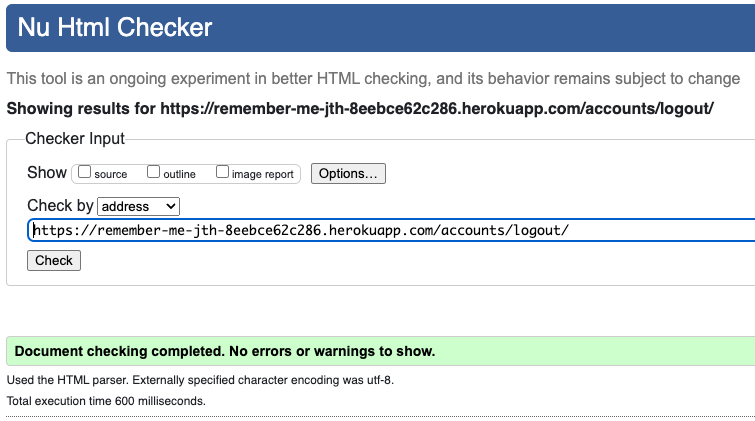 Nu Html Checker
This tool is an ongoing experiment in better HTML checking, and its behavior remains subject to change
Showing results for https://remember-me-jth-8eebce62c286.herokuapp.com/accounts/logout/
Checker Input
Show source outline image report Options...
Check by address
https://remember-me-jth-8eebce62c286.herokuapp.com/accounts/logout/
Check
Document checking completed. No errors or warnings to show.
Used the HTML parser. Externally specified character encoding was utf-8.
Total execution time 600 milliseconds.